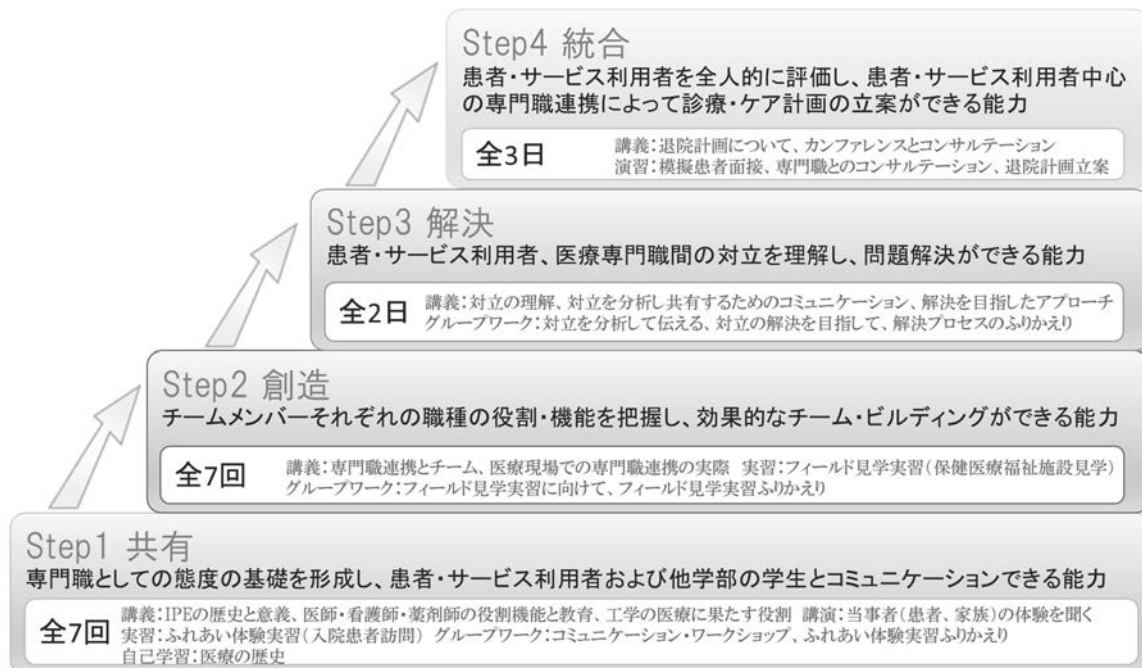 Step4 統合
患者・サービス利用者を全人的に評価し、患者・サービス利用者中心
の専門職連携によって診療・ケア計画の立案ができる能力
全3日
講義:退院計画について、カンファレンスとコンサルテーション
演習:模擬患者面接、専門職とのコンサルテーション、退院計画立案
Step3 解決
患者・サービス利用者、医療専門職間の対立を理解し、問題解決ができる能力
全2日
講義:対立の理解、対立を分析し共有するためのコミュニケーション、解決を目指したアプローチ
グループワーク:対立を分析して伝える、対立の解決を目指して、解決プロセスのふりかえり
Step2 創造
チームメンバーそれぞれの職種の役割・機能を把握し、効果的なチーム・ビルディングができる能力
全7回
講義:専門職連携とチーム、医療現場での専門職連携の実際 実習:フィールド見学実習(保健医療福祉施設見学)
グループワーク:フィールド見学実習に向けて、フィールド見学実習ふりかえり
Step1 共有
専門職としての態度の基礎を形成し、患者・サービス利用者および他学部の学生とコミュニケーションできる能力
全7回
講義:IPEの歴史と意義、医師・看護師・薬剤師の役割機能と教育、工学の医療に果たす役割 講演:当事者(患者、家族)の体験を聞く
実習:ふれあい体験実習(入院患者訪問) グループワーク:コミュニケーション・ワークショップ、ふれあい体験実習ふりかえり
自己学習:医療の歴史